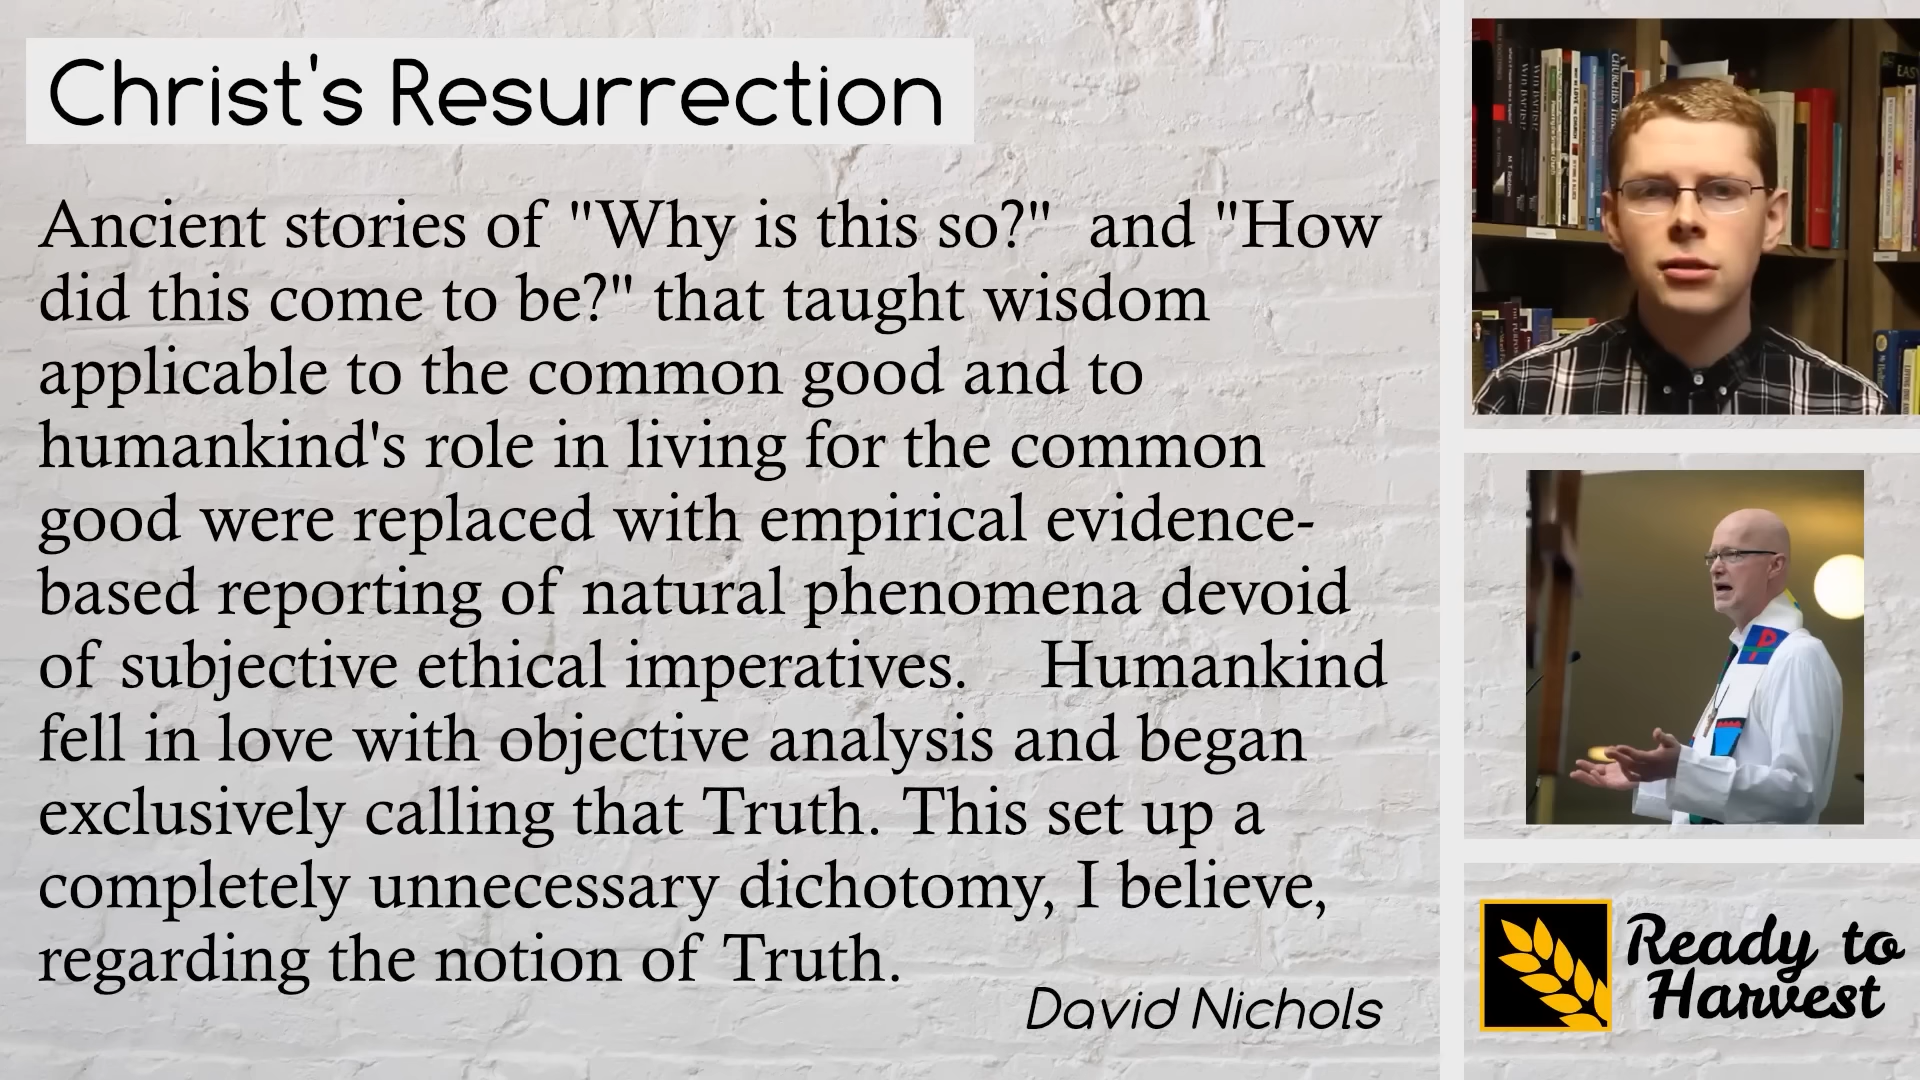 Christ's Resurrection
Ancient stories of "Why is this so?"  and "How
did this come to be?" that taught wisdom
applicable to the common good and to
humankind's role in living for the common
good were replaced with empirical evidence-
based reporting of natural phenomena devoid
of subjective ethical imperatives.    Humankind
fell in love with objective analysis and began
exclusively calling that Truth. This set up a
completely unnecessary dichotomy, I believe,
regarding the notion of Truth.
David Nichols
EASY
Ready to
Harvest